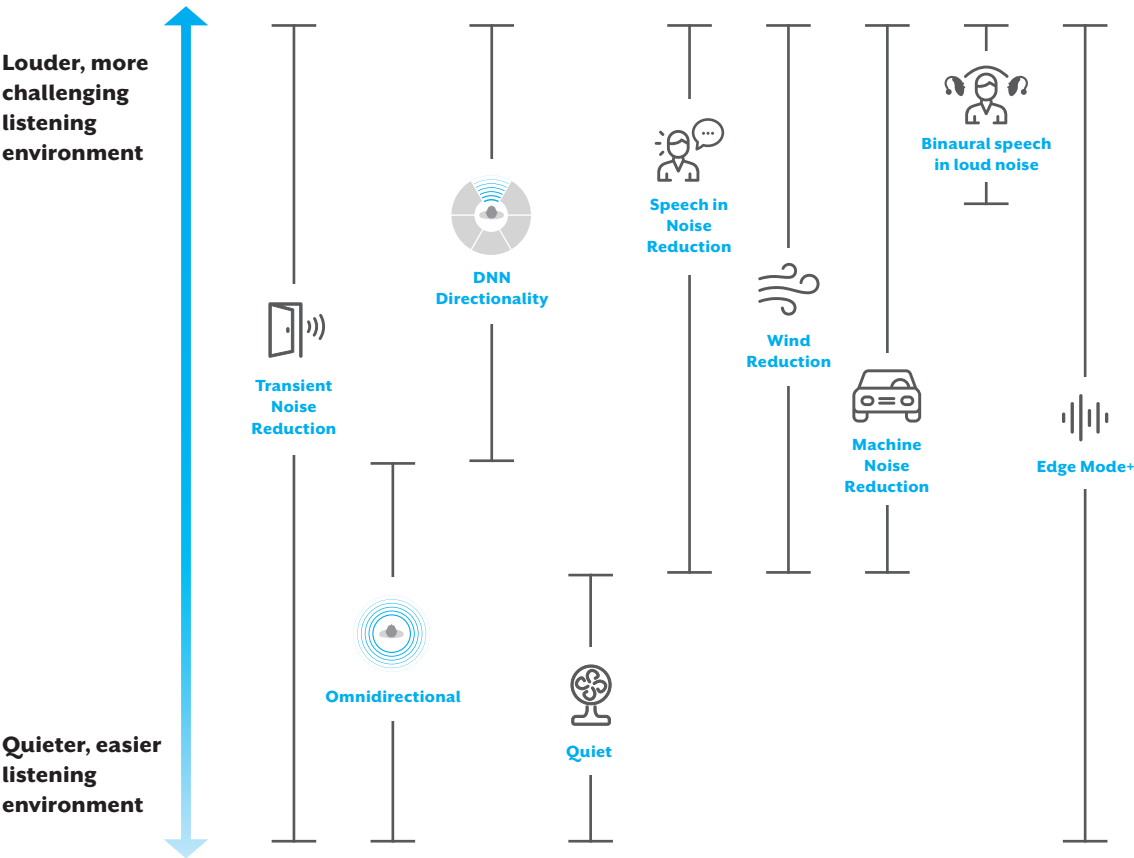 Louder, more
challenging
listening
environment
Transient
Noise
Reduction
Omnidirectional
DNN
Directionality
Quiet
Speech in
Noise
Reduction
Wind
Reduction
Machine
Noise
Reduction
Binaural speech
in loud noise
Edge Mode+
Quieter, easier
listening
environment